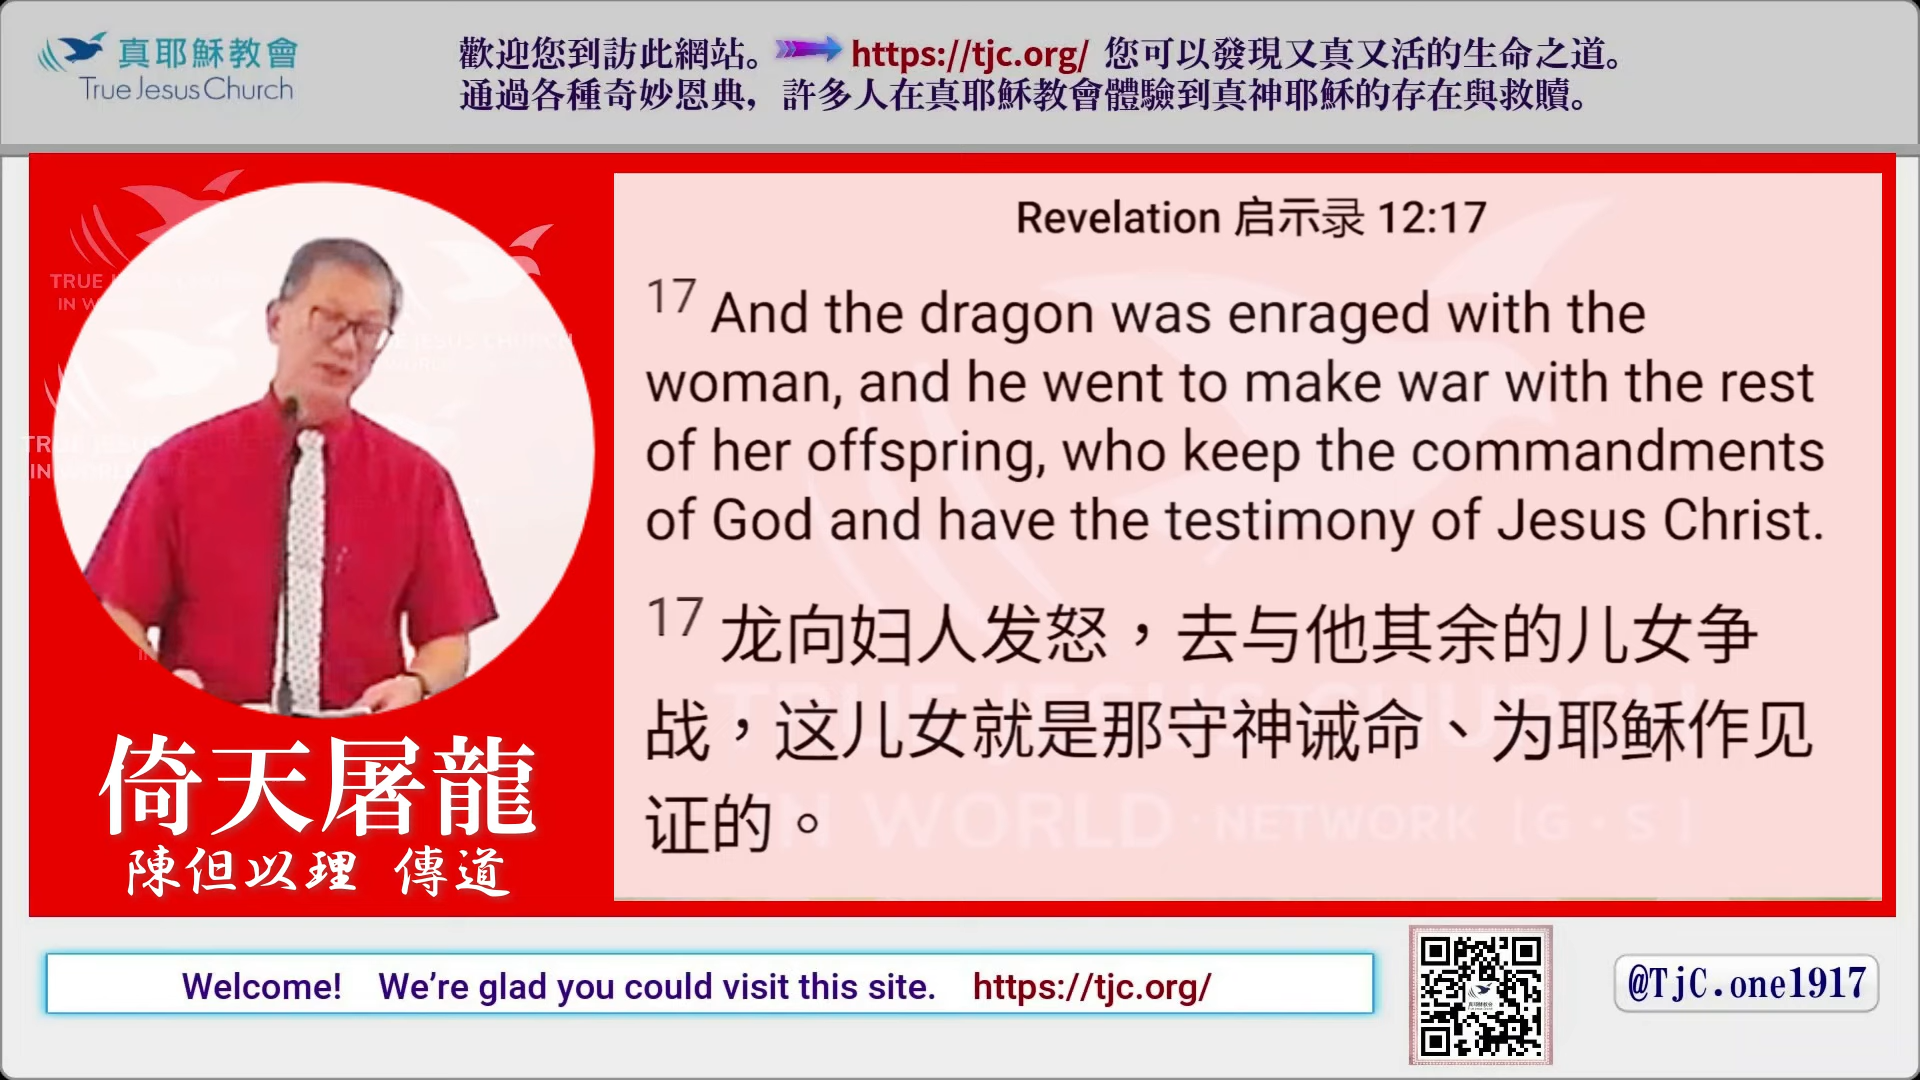 真耶穌教會
True Jesus Church
歡迎您到訪此網站。 https://tjc.org/ 您可以發現又真又活的生命之道。
通過各種奇妙恩典，許多人在真耶穌教會體驗到真神耶穌的存在與救贖。
Revelation 启示录 12:17
17 And the dragon was enraged with the
woman, and he went to make war with the rest
of her offspring, who keep the commandments
of God and have the testimony of Jesus Christ.
17 龙向妇人发怒，去与他其余的儿女争
战，这儿女就是那守神诫命、为耶稣作见
证的。
TRUE JESUS CHURCH
IN WORLD · NETWORK [G · S]
倚天屠龍
陳但以理 傳道
Welcome! We’re glad you could visit this site. https://tjc.org/
@TjC.one1917